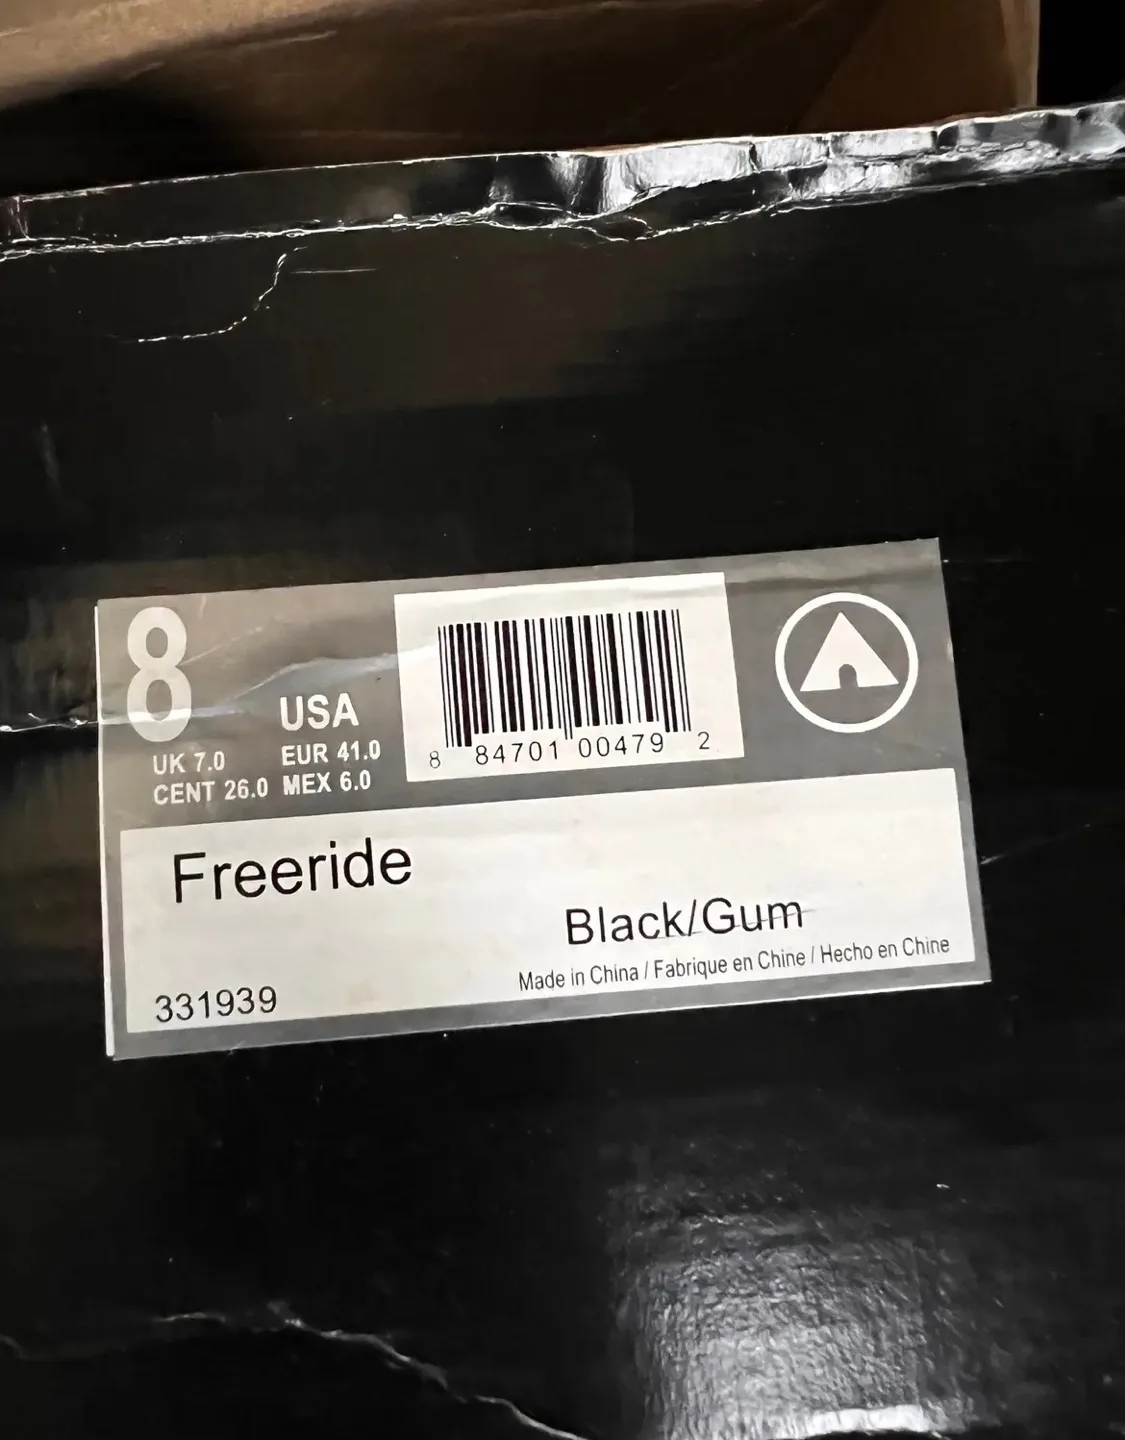 8 USA
UK 7.0 EUR 41.0
CENT 26.0 MEX 6.0
8 84701 00479 2
Freeride
Black/Gum
Made in China / Fabrique en Chine / Hecho en Chine
331939